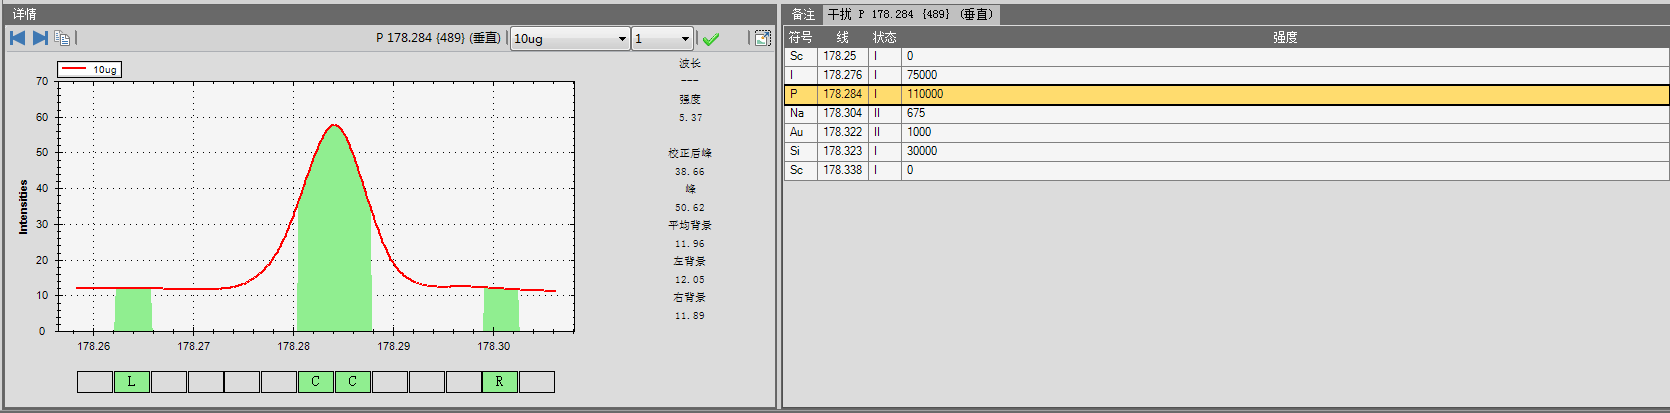 详情
P 178.284 {489} (垂直)
10ug
1
10ug
70
60
50
40
30
20
10
0
Intensities
178.26
178.27
178.28
178.29
178.30
L
C
C
R
波长
---
强度
5.37
校正后峰
38.66
峰
50.62
平均背景
11.96
左背景
12.05
右背景
11.89
备注 干扰 P 178.284 {489} (垂直)
符号 线 状态 强度
Sc 178.25 I 0
I 178.276 I 75000
P 178.284 I 110000
Na 178.304 II 675
Au 178.322 II 1000
Si 178.323 I 30000
Sc 178.338 I 0